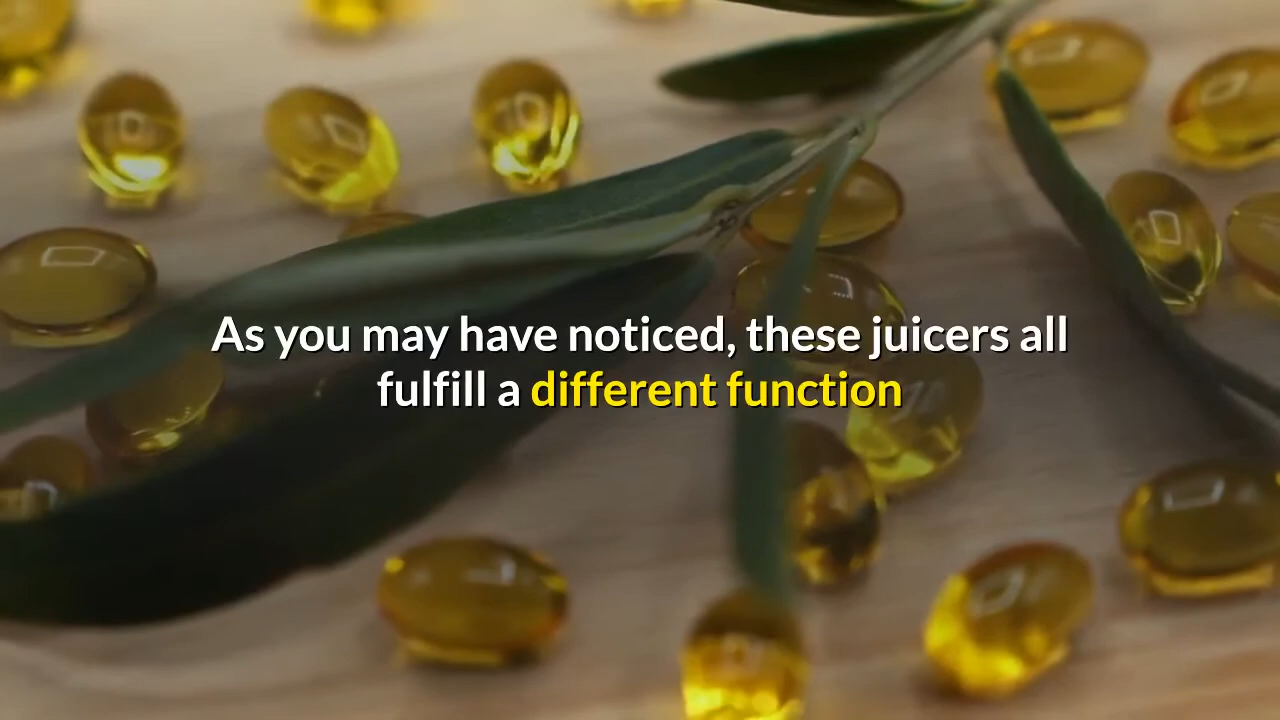 As you may have noticed, these juicers all
fulfill a different function